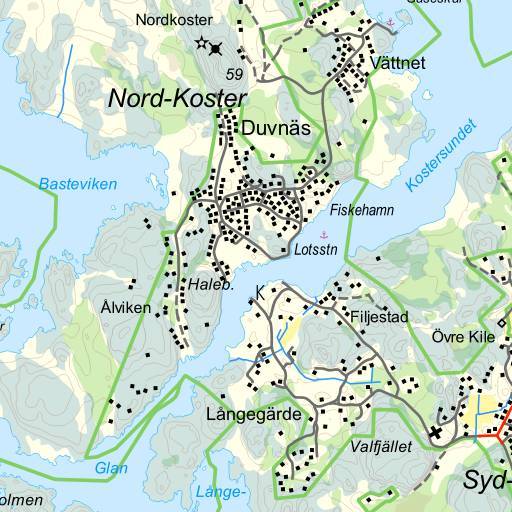 Nordkoster
59
Vättnet
Nord-Koster
Duvnäs
Kostersundet
Basteviken
Fiskehamn
Lotsstn
Haleb.
K
Ålviken
Filjestad
Övre Kile
Långegärde
Valfjället
Glan
Syd-
Långe-
olmen